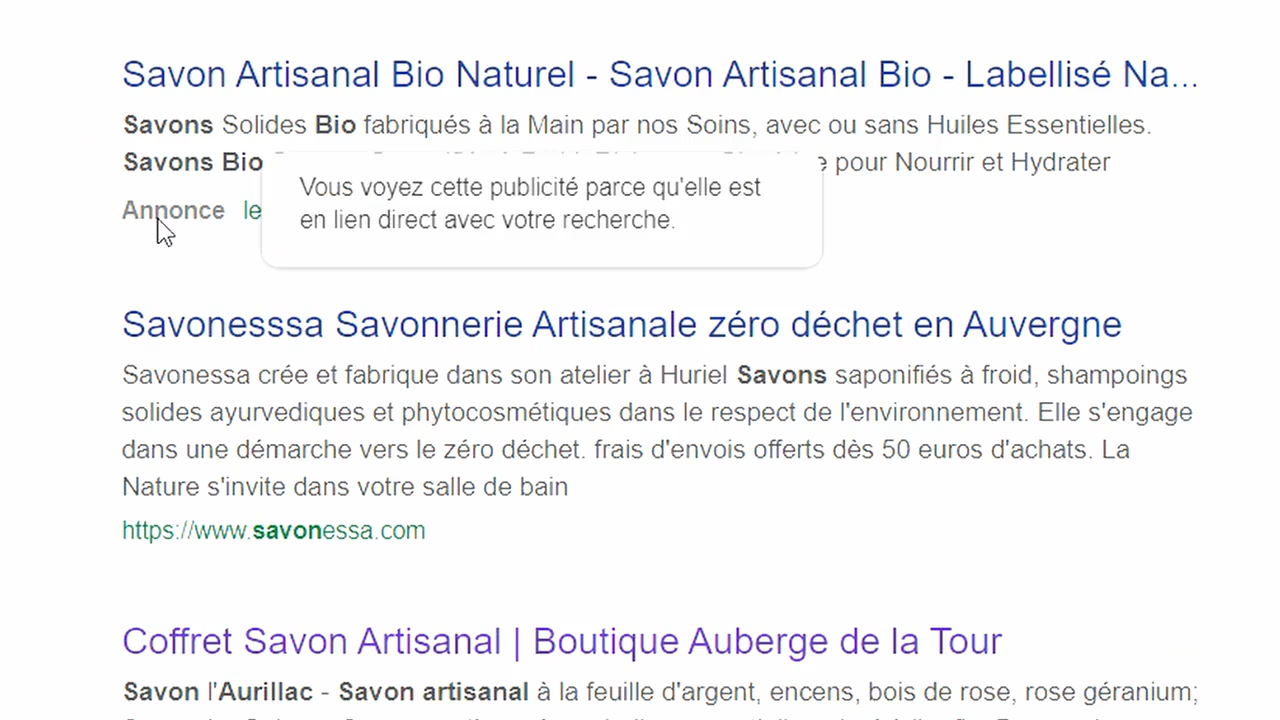 Savon Artisanal Bio Naturel - Savon Artisanal Bio - Labellisé Na...
Savons Solides Bio fabriqués à la Main par nos Soins, avec ou sans Huiles Essentielles.
Savons Bio pour Nourrir et Hydrater
Annonce le
Vous voyez cette publicité parce qu'elle est
en lien direct avec votre recherche.
Savonesssa Savonnerie Artisanale zéro déchet en Auvergne
Savonessa crée et fabrique dans son atelier à Huriel Savons saponifiés à froid, shampoings
solides ayurvediques et phytocosmétiques dans le respect de l'environnement. Elle s'engage
dans une démarche vers le zéro déchet. frais d'envois offerts dès 50 euros d'achats. La
Nature s'invite dans votre salle de bain
https://www.savonessa.com
Coffret Savon Artisanal | Boutique Auberge de la Tour
Savon l'Aurillac - Savon artisanal à la feuille d'argent, encens, bois de rose, rose géranium;